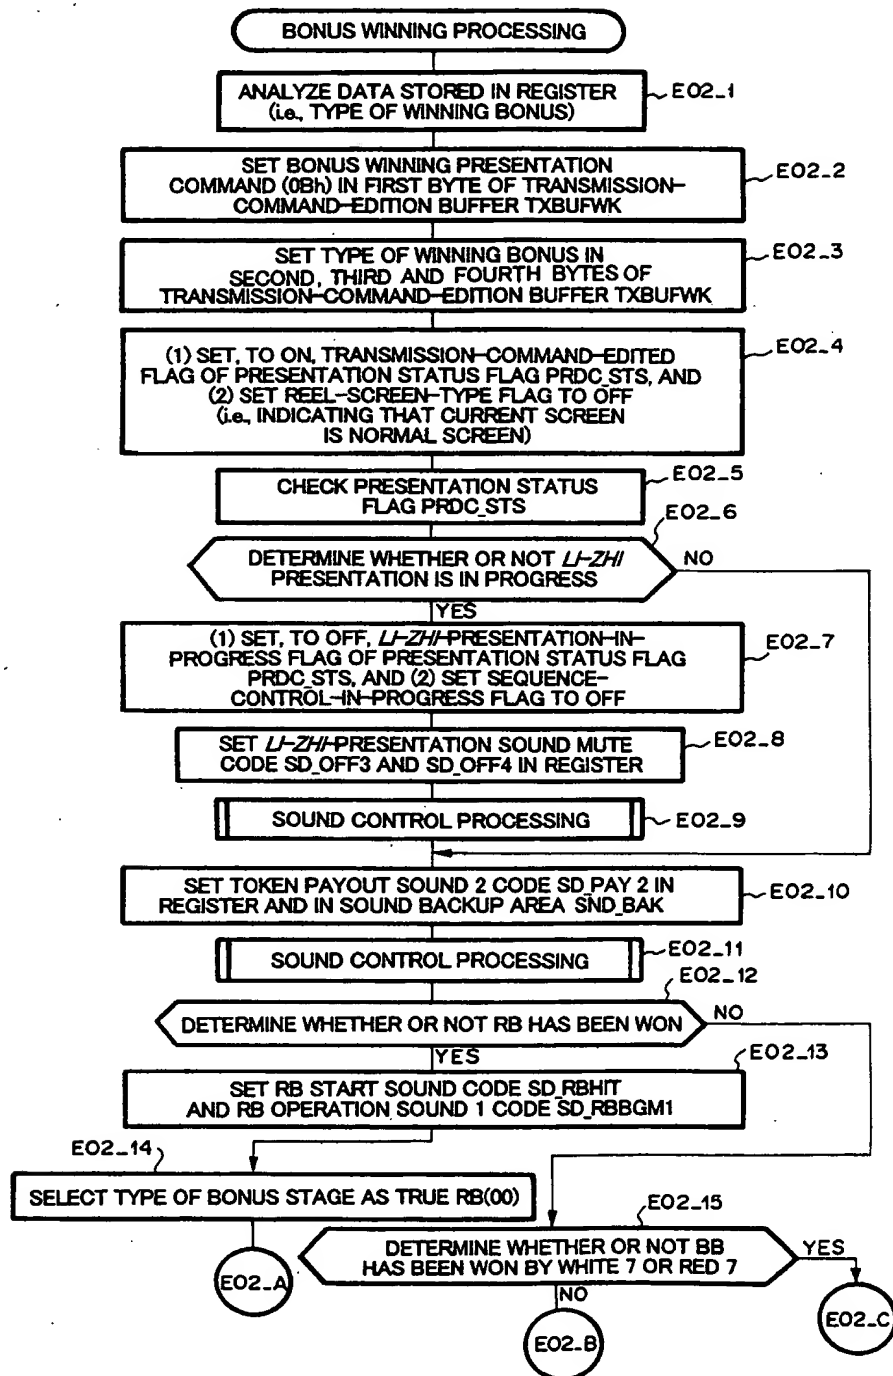 BONUS WINNING PROCESSING
ANALYZE DATA STORED IN REGISTER
(i.e., TYPE OF WINNING BONUS)
E02_1
SET BONUS WINNING PRESENTATION
COMMAND (0Bh) IN FIRST BYTE OF TRANSMISSION-
COMMAND-EDITION BUFFER TXBUFWK
E02_2
SET TYPE OF WINNING BONUS IN
SECOND, THIRD AND FOURTH BYTES OF
TRANSMISSION-COMMAND-EDITION BUFFER TXBUFWK
E02_3
(1) SET, TO ON, TRANSMISSION-COMMAND-EDITED
FLAG OF PRESENTATION STATUS FLAG PRDC_STS, AND
(2) SET REEL-SCREEN-TYPE FLAG TO OFF
(i.e., INDICATING THAT CURRENT SCREEN
IS NORMAL SCREEN)
E02_4
CHECK PRESENTATION STATUS
FLAG PRDC_STS
E02_5
DETERMINE WHETHER OR NOT LI-ZHI
PRESENTATION IS IN PROGRESS
E02_6
NO
YES
(1) SET, TO OFF, LI-ZHI-PRESENTATION-IN-
PROGRESS FLAG OF PRESENTATION STATUS FLAG
PRDC_STS, AND (2) SET SEQUENCE-
CONTROL-IN-PROGRESS FLAG TO OFF
E02_7
SET LI-ZHI-PRESENTATION SOUND MUTE
CODE SD_OFF3 AND SD_OFF4 IN REGISTER
E02_8
SOUND CONTROL PROCESSING
E02_9
SET TOKEN PAYOUT SOUND 2 CODE SD_PAY 2 IN
REGISTER AND IN SOUND BACKUP AREA SND_BAK
E02_10
SOUND CONTROL PROCESSING
E02_11
DETERMINE WHETHER OR NOT RB HAS BEEN WON
E02_12
NO
YES
SET RB START SOUND CODE SD_RBHIT
AND RB OPERATION SOUND 1 CODE SD_RBBGM1
E02_13
E02_14
SELECT TYPE OF BONUS STAGE AS TRUE RB(00)
E02_15
DETERMINE WHETHER OR NOT BB
HAS BEEN WON BY WHITE 7 OR RED 7
YES
NO
E02_A
E02_B
E02_C